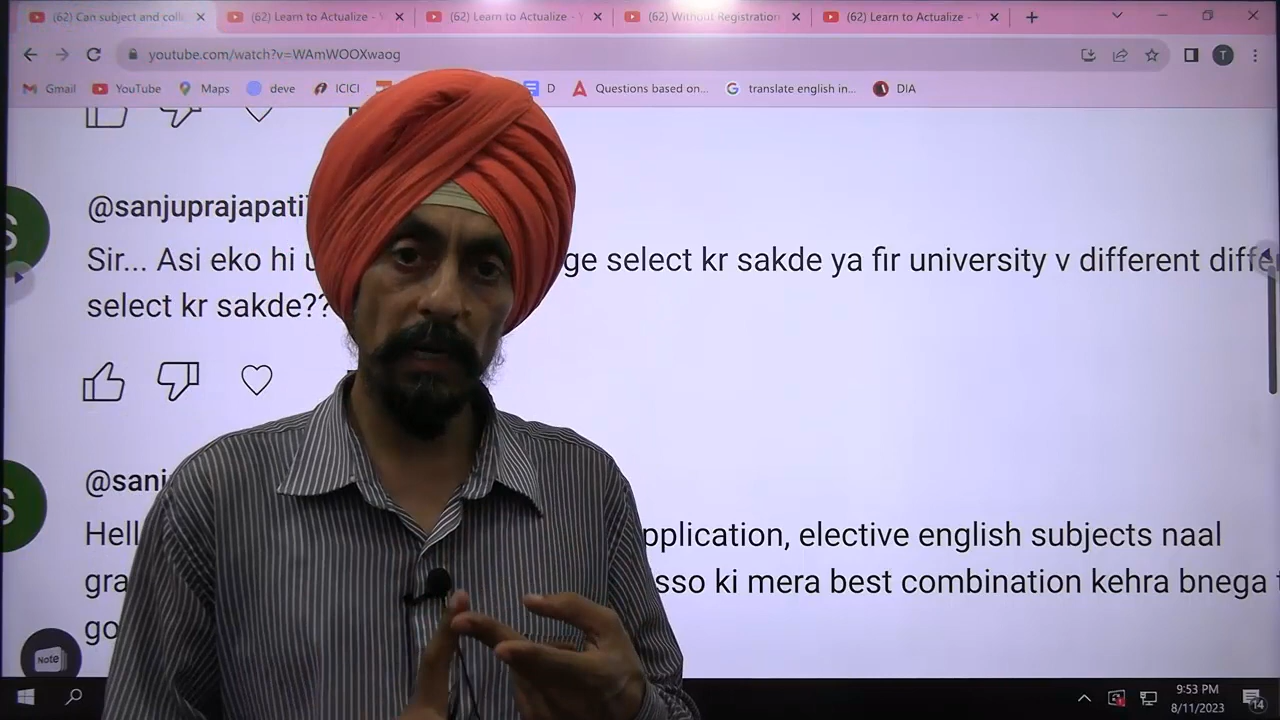 (62) Can subject and coll
(62) Learn to Actualize -
(62) Learn to Actualize -
(62) Without Registration
(62) Learn to Actualize -
youtube.com/watch?v=WAmWOOXwaog
T
Gmail YouTube Maps deve ICICI D Questions based on... translate english in... DIA
@sanjuprajapati
S
Sir... Asi eko hi ge select kr sakde ya fir university v different diffe
select kr sakde??
@sanj
S
Hell pplication, elective english subjects naal
gra sso ki mera best combination kehra bnega
go
Note
9:53 PM
8/11/2023
14